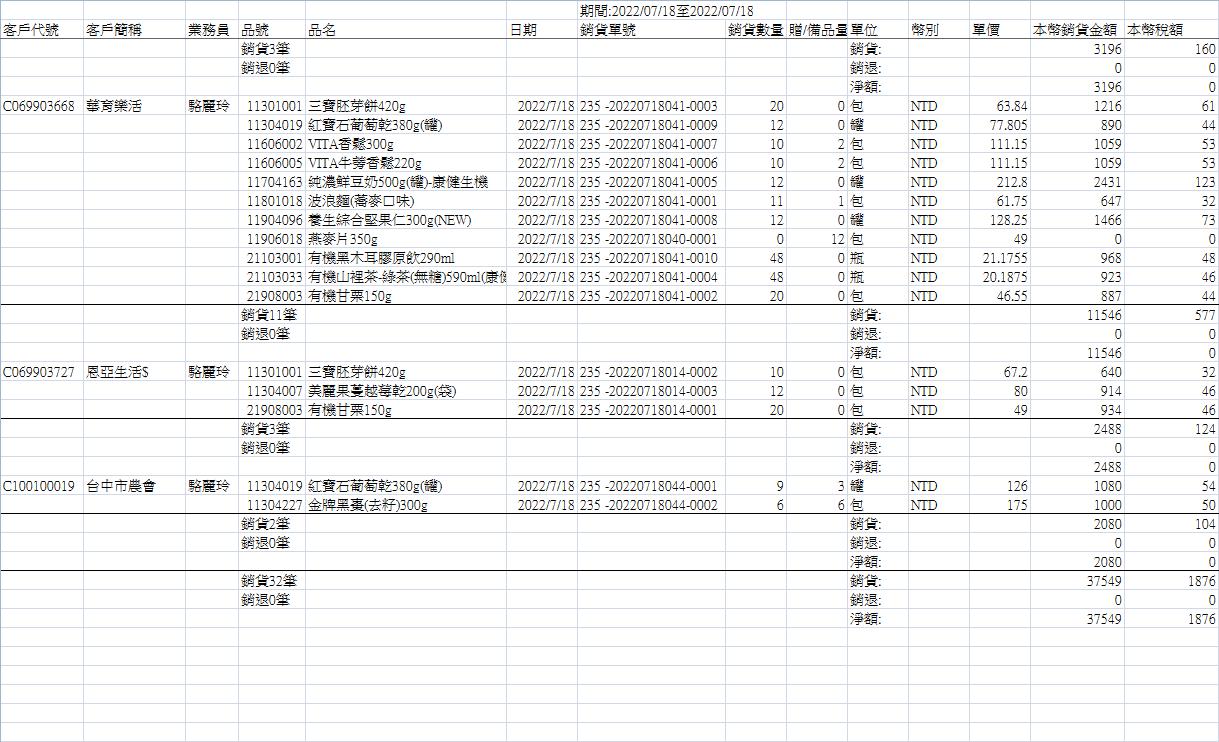 期間:2022/07/18至2022/07/18
客戶代號 客戶簡稱 業務員 品號 品名 日期 銷貨單號 銷貨數量 贈/備品量 單位 幣別 單價 本幣銷貨金額 本幣稅額
銷貨3筆 銷貨: 3196 160
銷退0筆 銷退: 0 0
淨額: 3196 0
C069903668 華育樂活 駱麗玲 11301001 三寶胚芽餅420g 2022/7/18 235 -20220718041-0003 20 0 包 NTD 63.84 1216 61
11304019 紅寶石葡萄乾380g(罐) 2022/7/18 235 -20220718041-0009 12 0 罐 NTD 77.805 890 44
11606002 VITA香鬆300g 2022/7/18 235 -20220718041-0007 10 2 包 NTD 111.15 1059 53
11606005 VITA牛蒡香鬆220g 2022/7/18 235 -20220718041-0006 10 2 包 NTD 111.15 1059 53
11704163 純濃鮮豆奶500g(罐)-康健生機 2022/7/18 235 -20220718041-0005 12 0 罐 NTD 212.8 2431 123
11801018 波浪麵(蕎麥口味) 2022/7/18 235 -20220718041-0001 11 1 包 NTD 61.75 647 32
11904096 養生綜合堅果仁300g(NEW) 2022/7/18 235 -20220718041-0008 12 0 罐 NTD 128.25 1466 73
11906018 燕麥片350g 2022/7/18 235 -20220718040-0001 0 12 包 NTD 49 0 0
21103001 有機黑木耳膠原飲290ml 2022/7/18 235 -20220718041-0010 48 0 瓶 NTD 21.1755 968 48
21103033 有機山裡茶-綠茶(無糖)590ml(康健 2022/7/18 235 -20220718041-0004 48 0 瓶 NTD 20.1875 923 46
21908003 有機甘栗150g 2022/7/18 235 -20220718041-0002 20 0 包 NTD 46.55 887 44
銷貨11筆 銷貨: 11546 577
銷退0筆 銷退: 0 0
淨額: 11546 0
C069903727 恩亞生活S 駱麗玲 11301001 三寶胚芽餅420g 2022/7/18 235 -20220718014-0002 10 0 包 NTD 67.2 640 32
11304007 美麗果蔓越莓乾200g(袋) 2022/7/18 235 -20220718014-0003 12 0 包 NTD 80 914 46
21908003 有機甘栗150g 2022/7/18 235 -20220718014-0001 20 0 包 NTD 49 934 46
銷貨3筆 銷貨: 2488 124
銷退0筆 銷退: 0 0
淨額: 2488 0
C100100019 台中市農會 駱麗玲 11304019 紅寶石葡萄乾380g(罐) 2022/7/18 235 -20220718044-0001 9 3 罐 NTD 126 1080 54
11304227 金牌黑棗(去籽)300g 2022/7/18 235 -20220718044-0002 6 6 包 NTD 175 1000 50
銷貨2筆 銷貨: 2080 104
銷退0筆 銷退: 0 0
淨額: 2080 0
銷貨32筆 銷貨: 37549 1876
銷退0筆 銷退: 0 0
淨額: 37549 1876